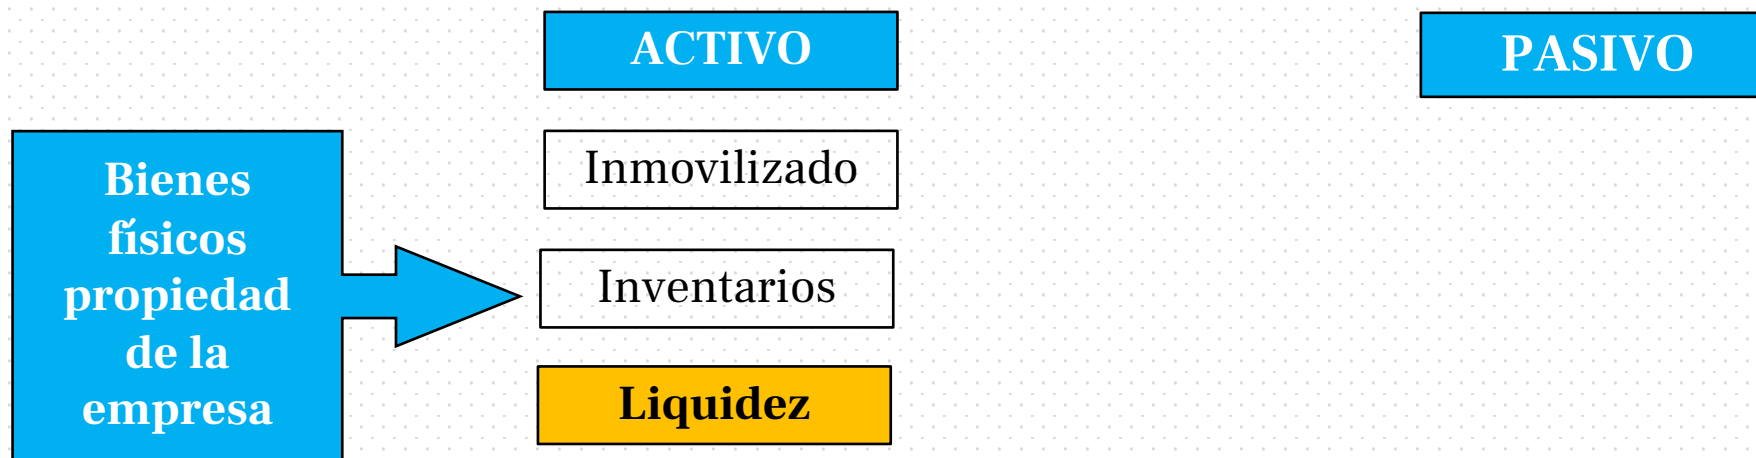 ACTIVO
PASIVO
Bienes
físicos
propiedad
de la
empresa
Inmovilizado
Inventarios
Liquidez